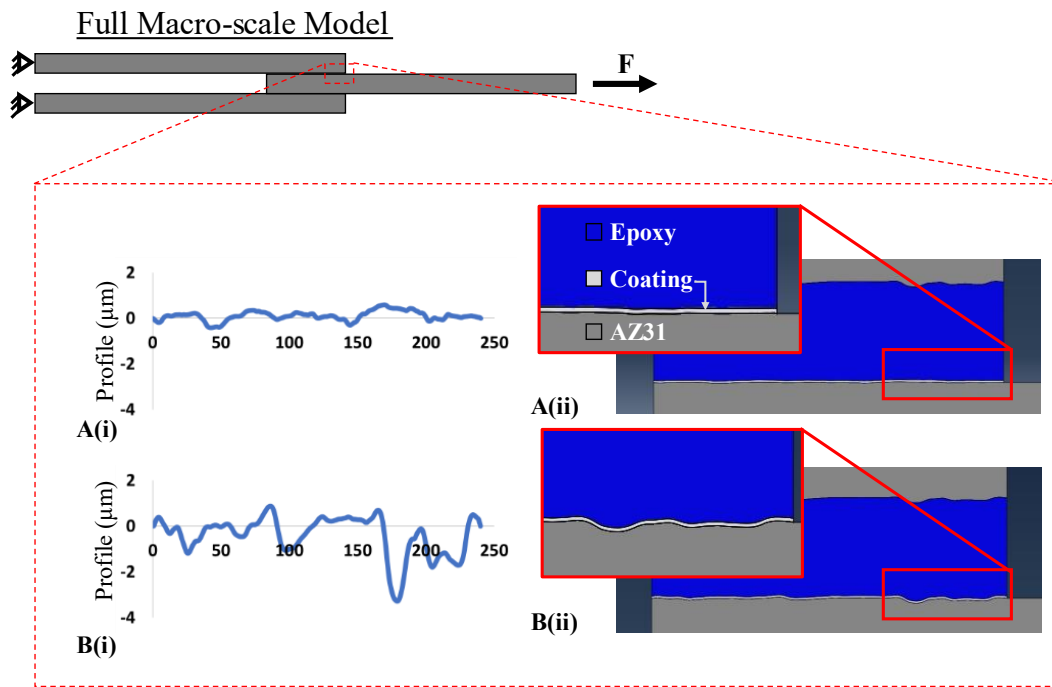 Full Macro-scale Model
F
Profile (μm)
2
0
-2
-4
0
50
100
150
200
250
A(i)
Epoxy
Coating
AZ31
A(ii)
Profile (μm)
2
0
-2
-4
0
50
100
150
200
250
B(i)
B(ii)